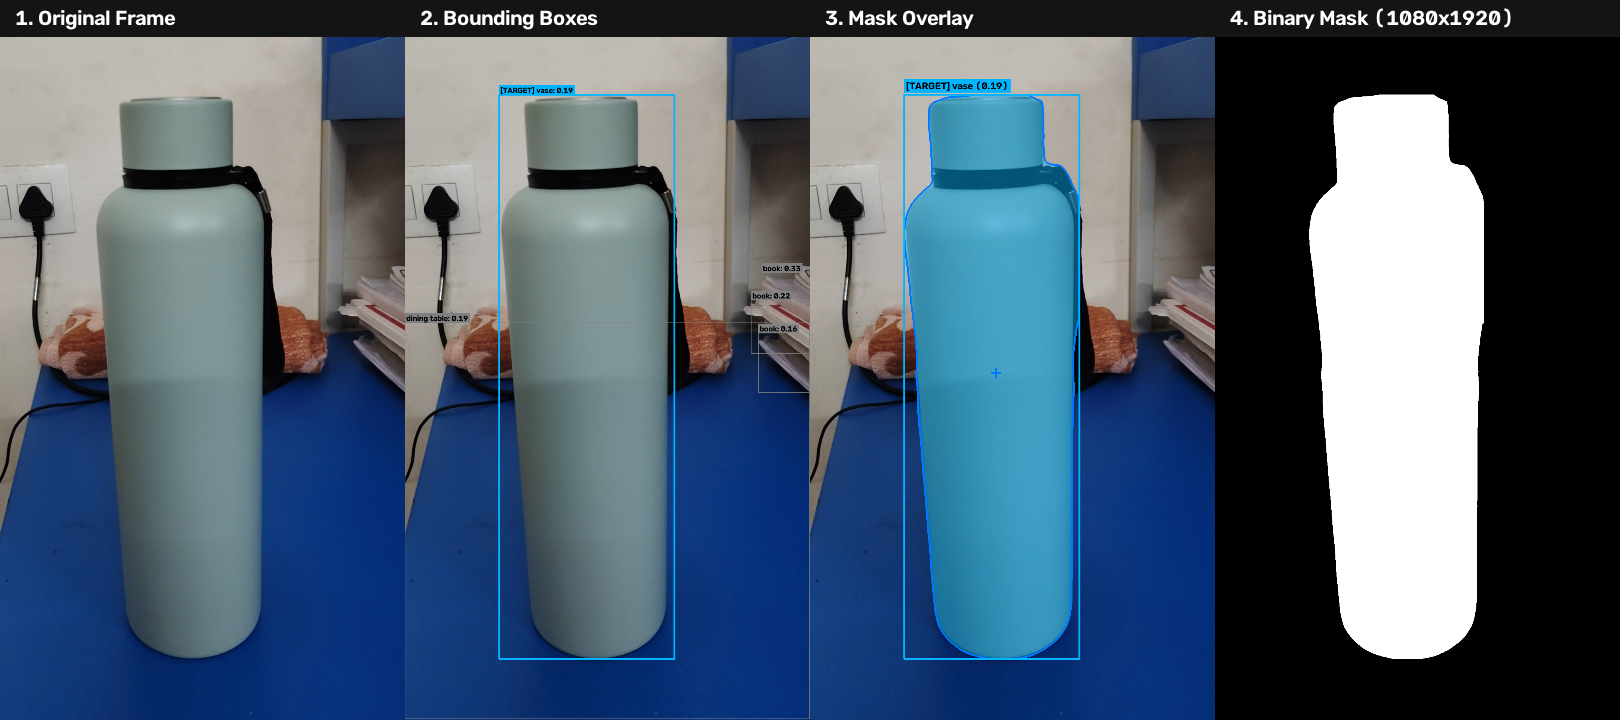 1. Original Frame
2. Bounding Boxes
3. Mask Overlay
4. Binary Mask (1080x1920)
[TARGET] vase: 0.19
[TARGET] vase (0.19)
book: 0.33
book: 0.22
dining table: 0.19
book: 0.16